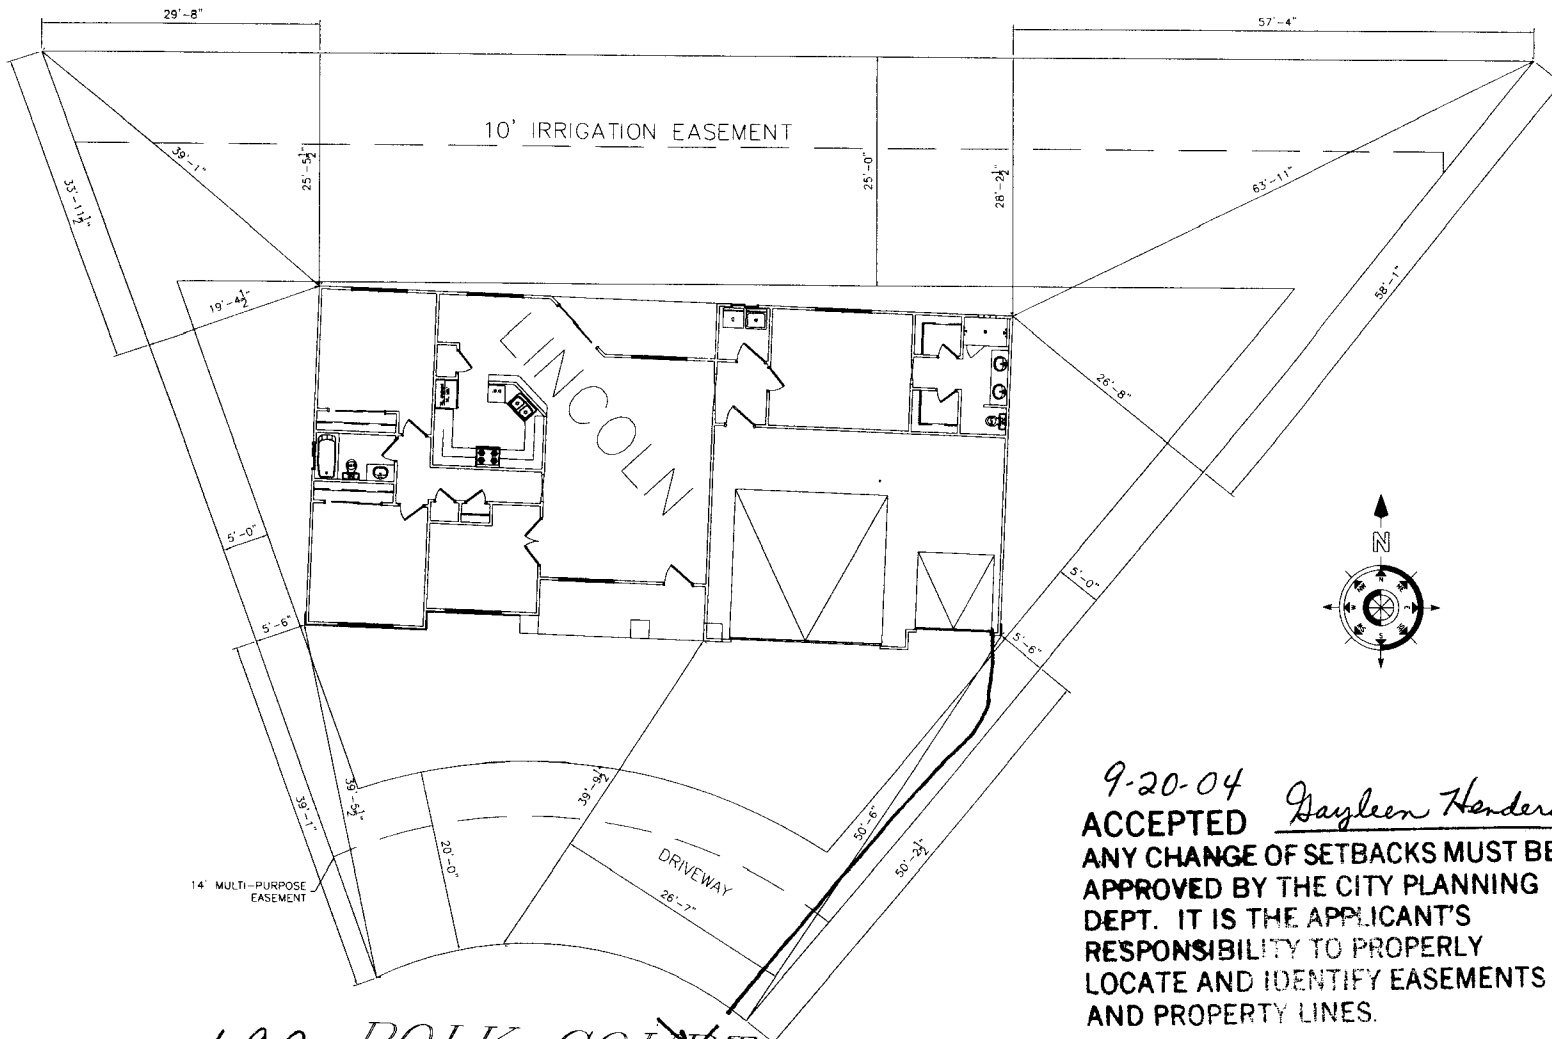 29'-8"
57'-4"
10' IRRIGATION EASEMENT
39'-1"
33'-11½"
25'-5½"
25'-0"
28'-2½"
63'-11"
58'-1"
19'-4½"
LINCOLN
26'-8"
5'-0"
5'-0"
N
5'-6"
5'-6"
39'-1"
39'-5½"
39'-9½"
20'-0"
50'-6"
50'-2½"
DRIVEWAY
26'-7"
14' MULTI-PURPOSE
EASEMENT
9-20-04
ACCEPTED Gayleen Henders
ANY CHANGE OF SETBACKS MUST BE
APPROVED BY THE CITY PLANNING
DEPT. IT IS THE APPLICANT'S
RESPONSIBILITY TO PROPERLY
LOCATE AND IDENTIFY EASEMENTS
AND PROPERTY LINES.
POLK